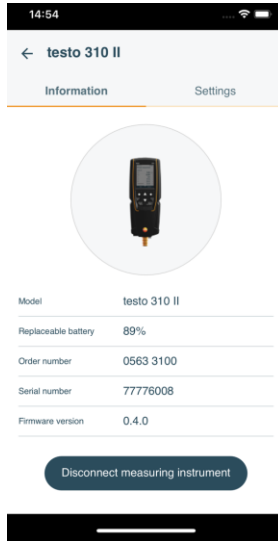 14:54
testo 310 II
Information Settings
Model testo 310 II
Replaceable battery 89%
Order number 0563 3100
Serial number 77776008
Firmware version 0.4.0
Disconnect measuring instrument